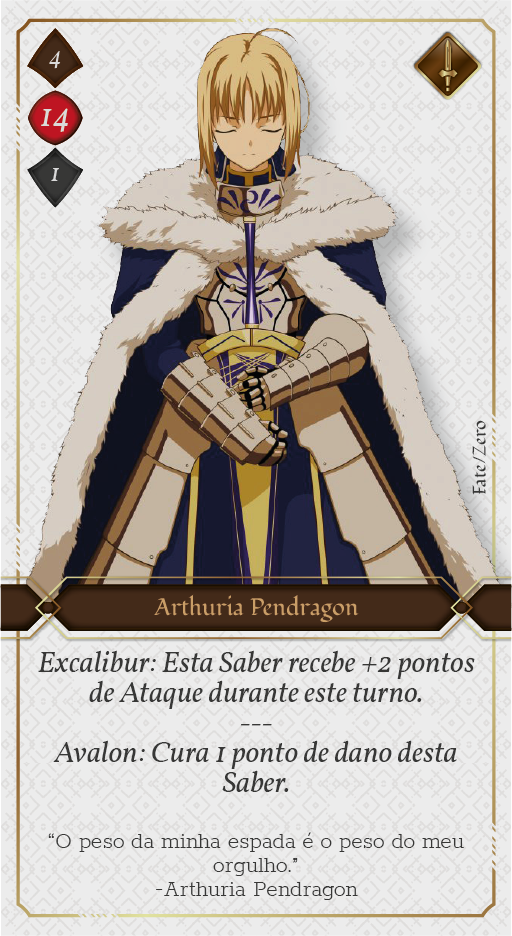 4
14
1
Fate/Zero
Arthuria Pendragon
Excalibur: Esta Saber recebe +2 pontos
de Ataque durante este turno.
---
Avalon: Cura 1 ponto de dano desta
Saber.
“O peso da minha espada é o peso do meu
orgulho.”
-Arthuria Pendragon